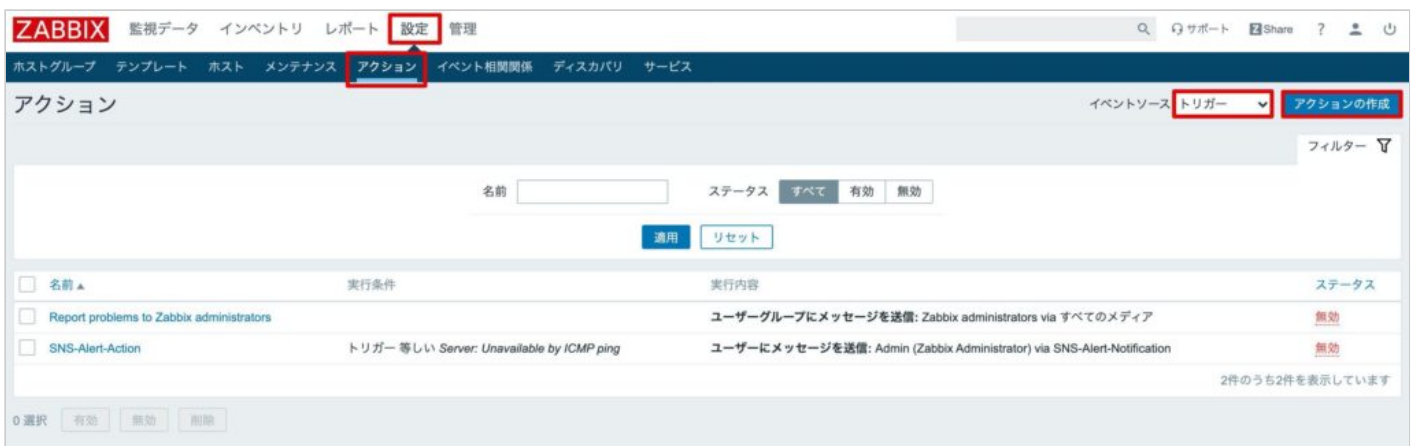 ZABBIX 監視データ インベントリ レポート 設定 管理 サポート Z Share ?
ホストグループ テンプレート ホスト メンテナンス アクション イベント相関関係 ディスカバリ サービス
アクション イベントソース トリガー アクションの作成
フィルター
名前 ステータス すべて 有効 無効
適用 リセット
名前 実行条件 実行内容 ステータス
Report problems to Zabbix administrators ユーザーグループにメッセージを送信: Zabbix administrators via すべてのメディア 無効
SNS-Alert-Action トリガー 等しい Server: Unavailable by ICMP ping ユーザーにメッセージを送信: Admin (Zabbix Administrator) via SNS-Alert-Notification 無効
2件のうち2件を表示しています
0 選択 有効 無効 削除